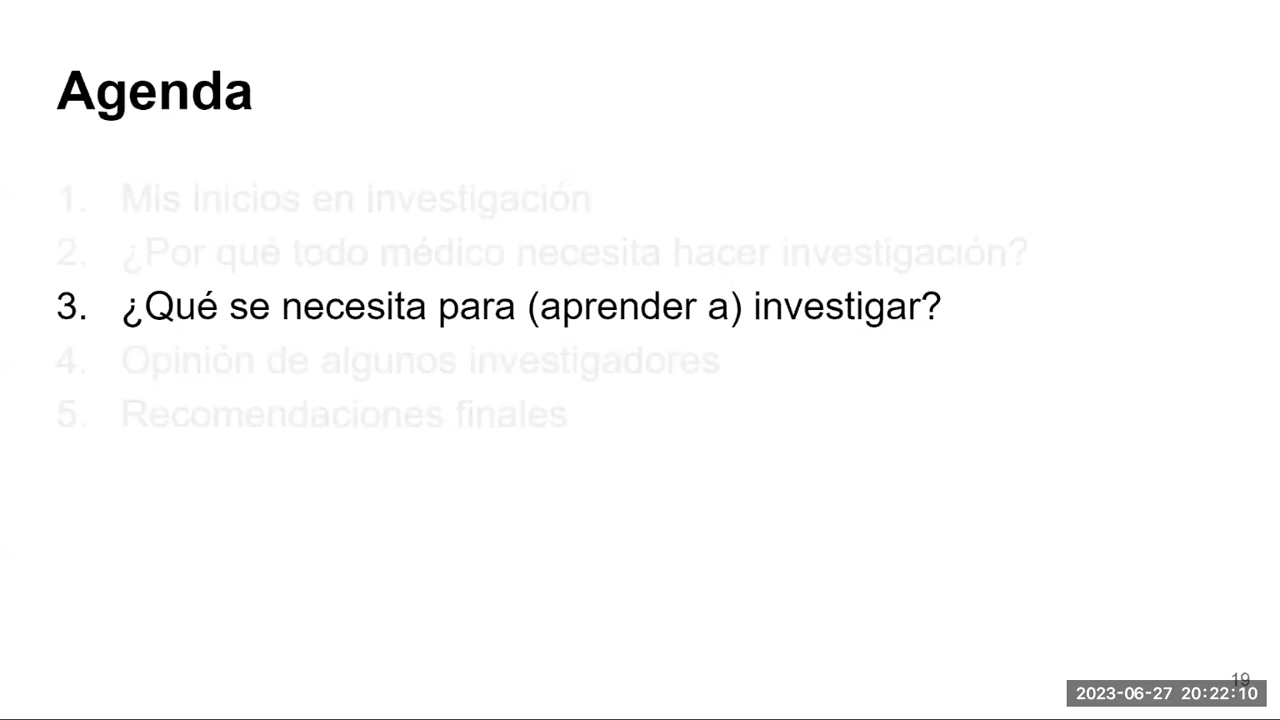 Agenda
1. Mis inicios en investigación
2. ¿Por qué todo médico necesita hacer investigación?
3. ¿Qué se necesita para (aprender a) investigar?
4. Opinión de algunos investigadores
5. Recomendaciones finales
19
2023-06-27 20:22:10